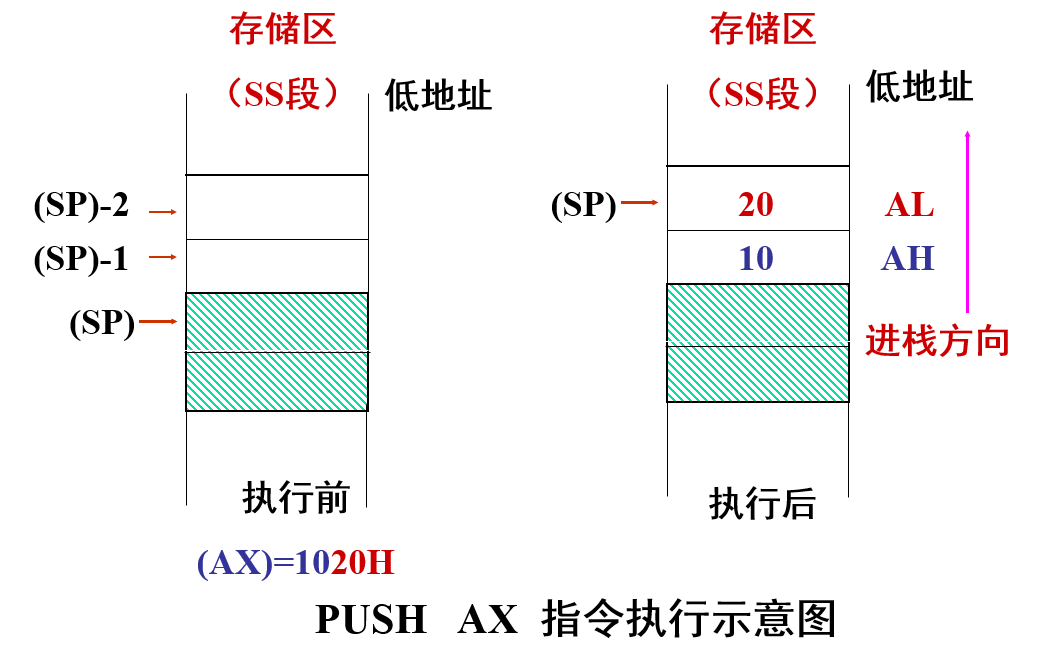 存储区
（SS段）
低地址
(SP)-2
(SP)-1
(SP)
执行前
(AX)=1020H
存储区
（SS段）
低地址
(SP)
20
AL
10
AH
进栈方向
执行后
PUSH AX 指令执行示意图